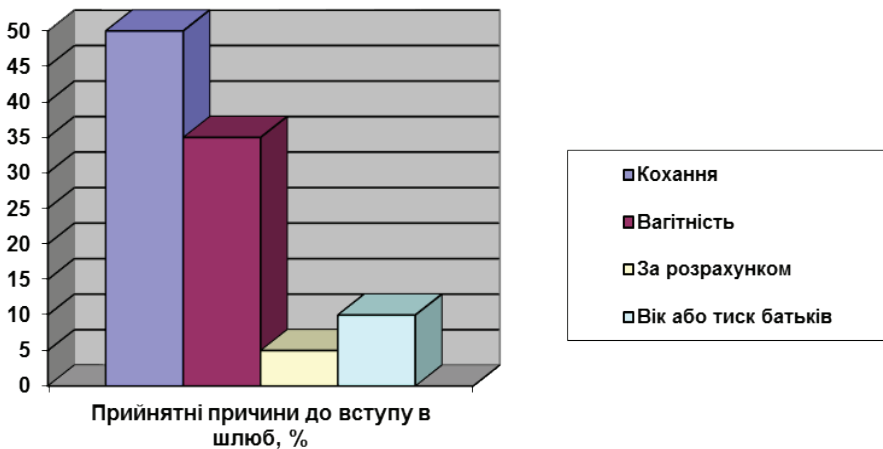 50
45
40
35
30
25
20
15
10
5
0
Прийнятні причини до вступу в
шлюб, %
Кохання
Вагітність
За розрахунком
Вік або тиск батьків